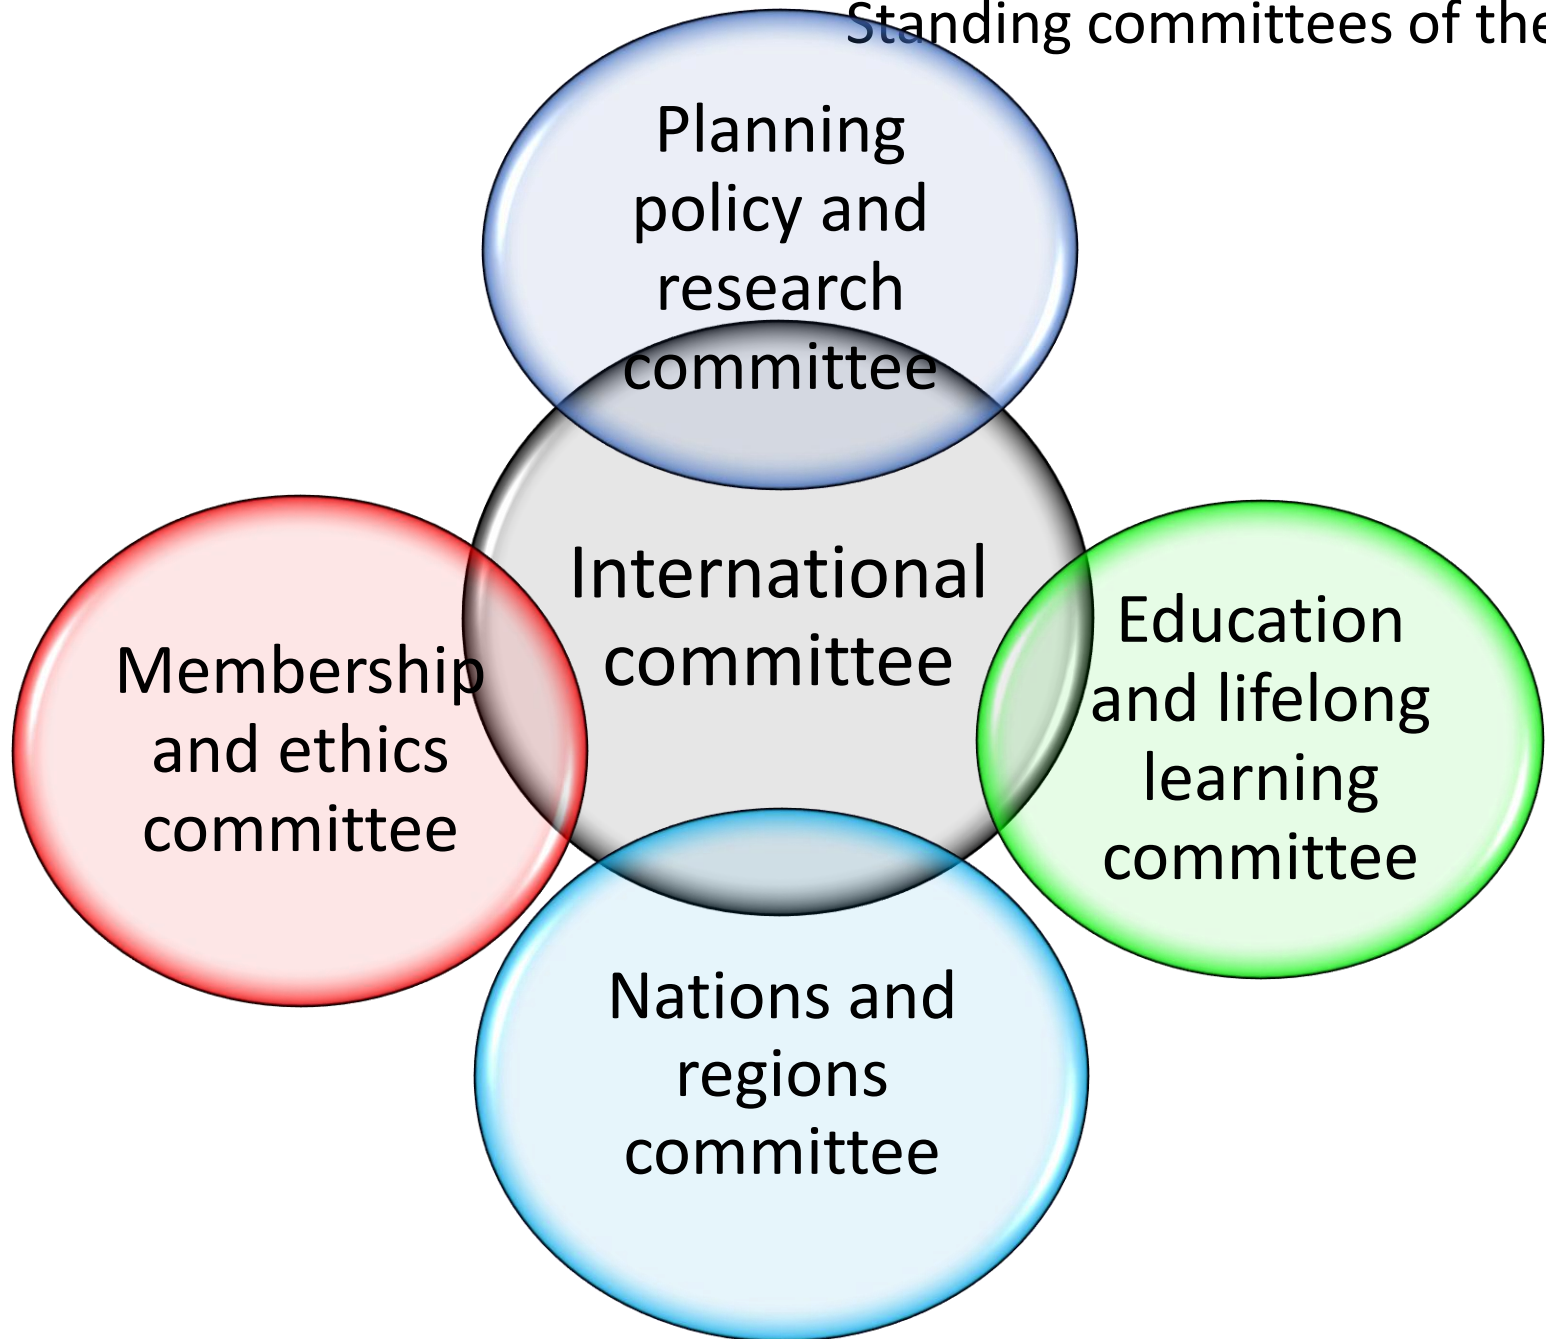 Standing committees of the
Planning
policy and
research
committee
International
committee
Membership
and ethics
committee
Education
and lifelong
learning
committee
Nations and
regions
committee